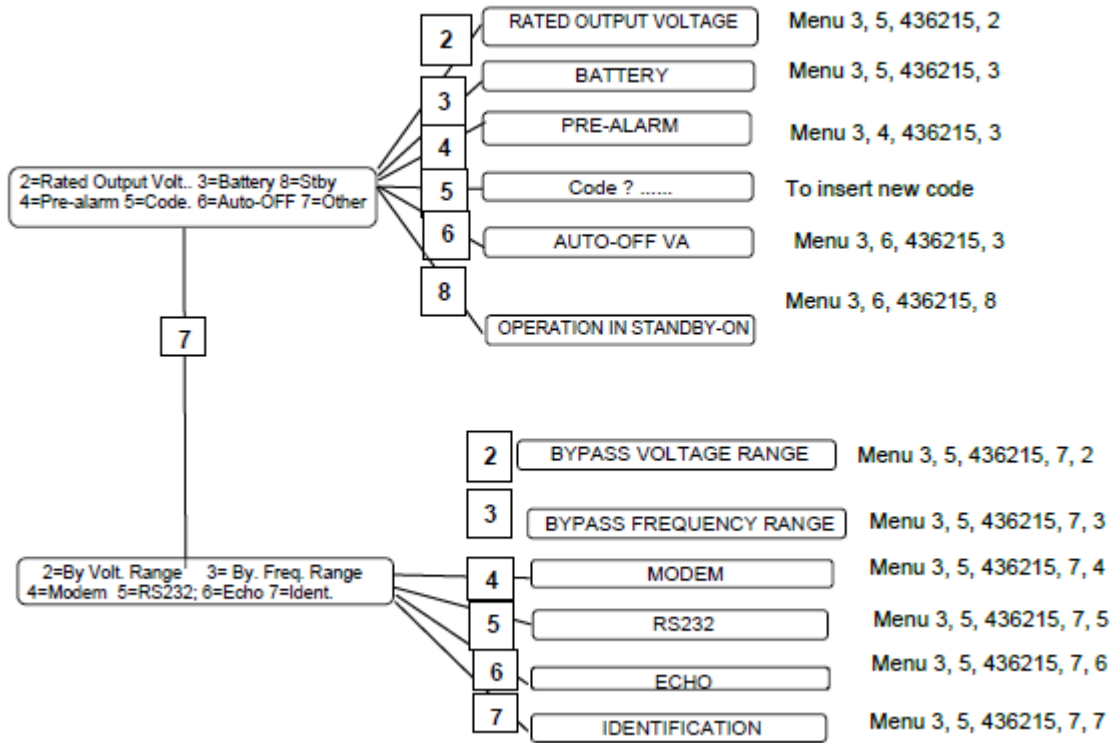 2 RATED OUTPUT VOLTAGE Menu 3, 5, 436215, 2
3 BATTERY Menu 3, 5, 436215, 3
4 PRE-ALARM Menu 3, 4, 436215, 3
2=Rated Output Volt.. 3=Battery 8=Stby
4=Pre-alarm 5=Code. 6=Auto-OFF 7=Other
5 Code ? ...... To insert new code
6 AUTO-OFF VA Menu 3, 6, 436215, 3
8 OPERATION IN STANDBY-ON Menu 3, 6, 436215, 8
7
2 BYPASS VOLTAGE RANGE Menu 3, 5, 436215, 7, 2
3 BYPASS FREQUENCY RANGE Menu 3, 5, 436215, 7, 3
2=By Volt. Range 3= By. Freq. Range
4=Modem 5=RS232; 6=Echo 7=Ident.
4 MODEM Menu 3, 5, 436215, 7, 4
5 RS232 Menu 3, 5, 436215, 7, 5
6 ECHO Menu 3, 5, 436215, 7, 6
7 IDENTIFICATION Menu 3, 5, 436215, 7, 7